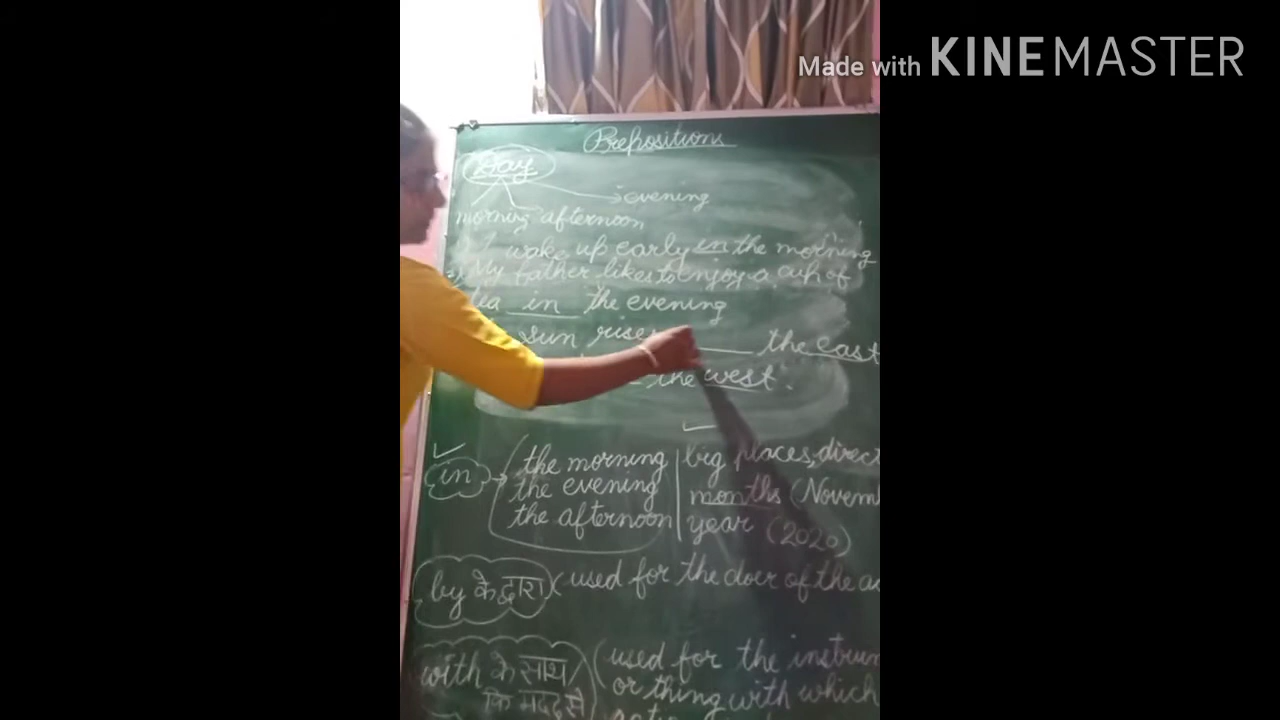 Made with KINEMASTER
Prepositions
Day
evening
morning afternoon
I wake up early in the morning
My father likes to enjoy a cup of
tea in the evening
sun rises ___ the east
the west.
in the morning big places, direct
the evening months (Novem
the afternoon year (2020)
by के द्वारा (used for the doer of the ac
with के साथ/ (used for the instrum
कि मदद से or thing with which